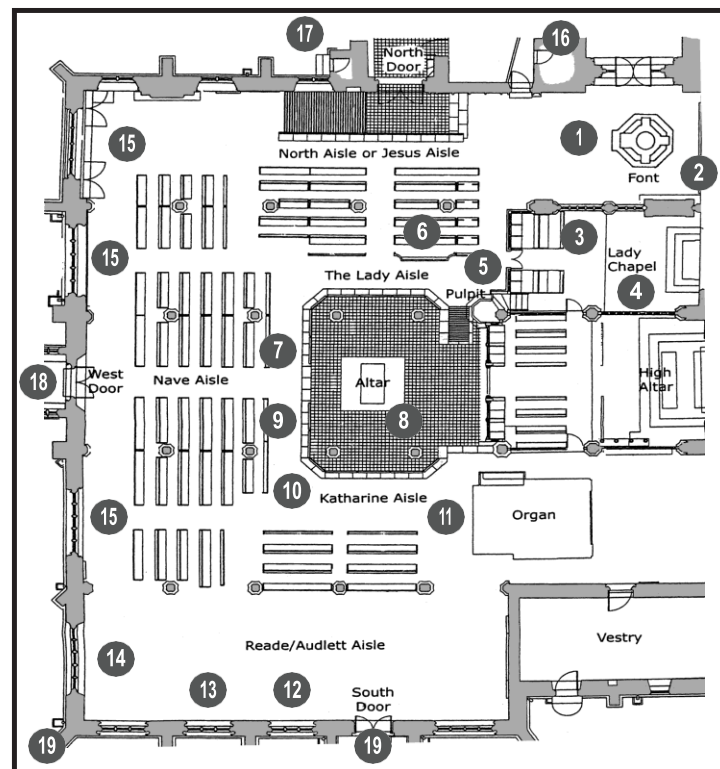 17
16
North
Door
15
1
2
North Aisle or Jesus Aisle
Font
6
3
15
5
Lady
Chapel
The Lady Aisle
4
Pulpit
7
18
West
Door
Nave Aisle
Altar
High
Altar
9
8
10
Katharine Aisle
15
11
Organ
Reade/Audlett Aisle
Vestry
14
13
12
South
Door
19
19